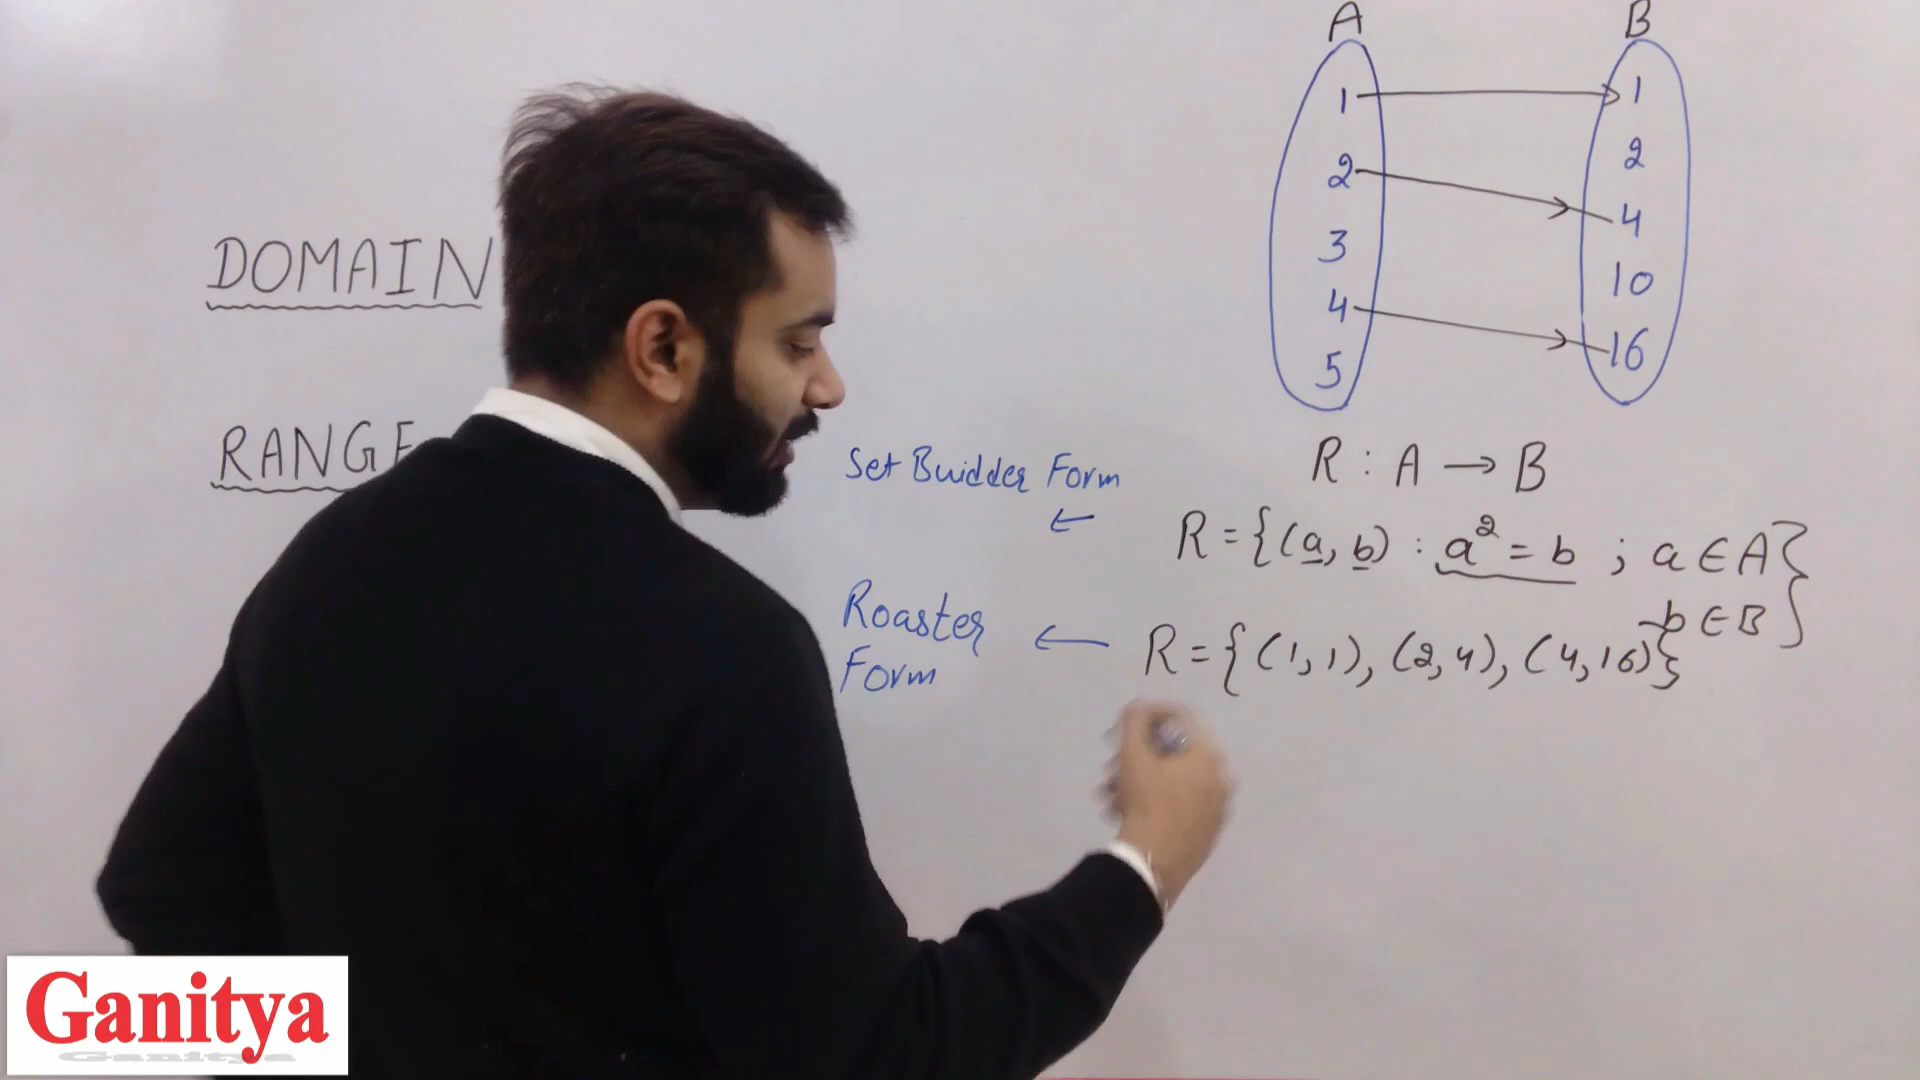 A B
1 1
2 2
3 4
4 10
5 16
DOMAIN
RANGE
R : A → B
Set Buidder Form
←
R = {(a, b) : a² = b ; a ∈ A
b ∈ B}
Roaster
Form
← R = {(1,1), (2,4), (4,16)}
Ganitya